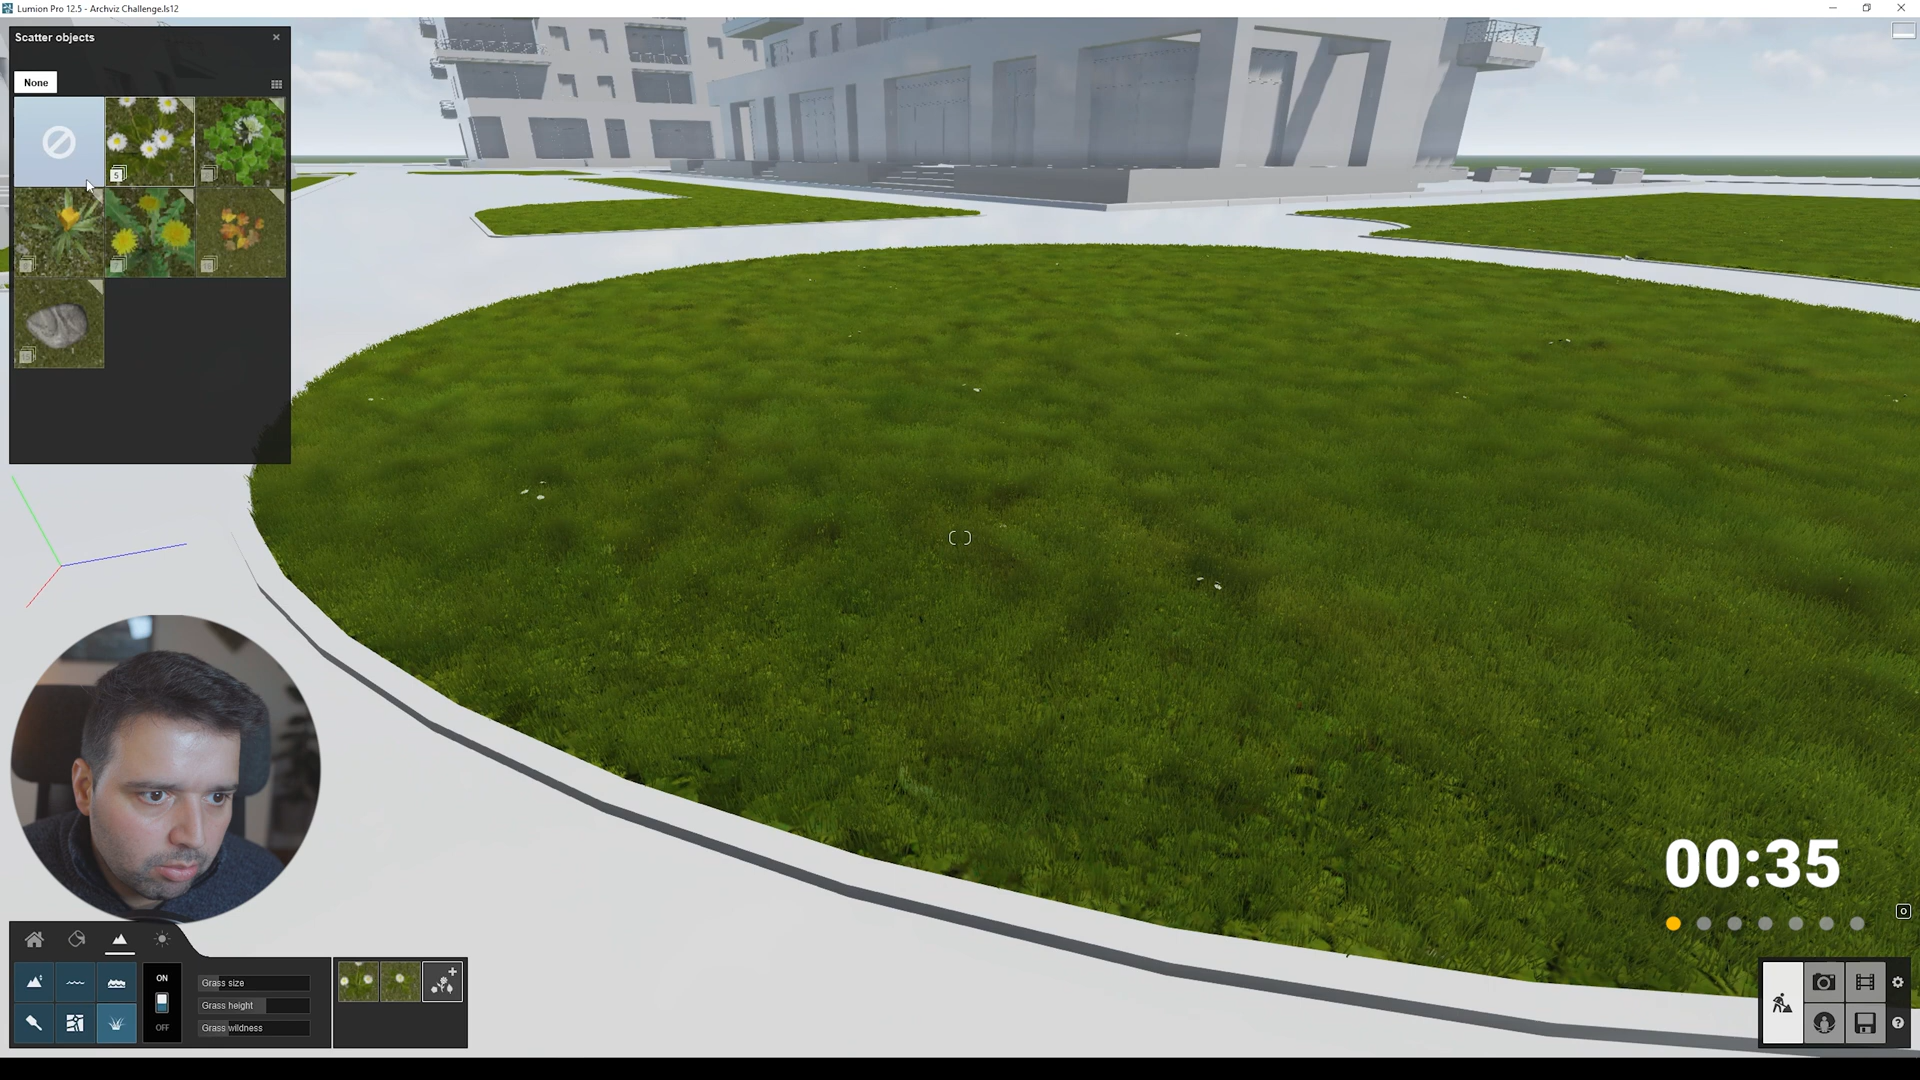 Lumion Pro 12.5 - Archviz Challenge.ls12
Scatter objects
None
5
00:35
ON
OFF
Grass size
Grass height
Grass wildness